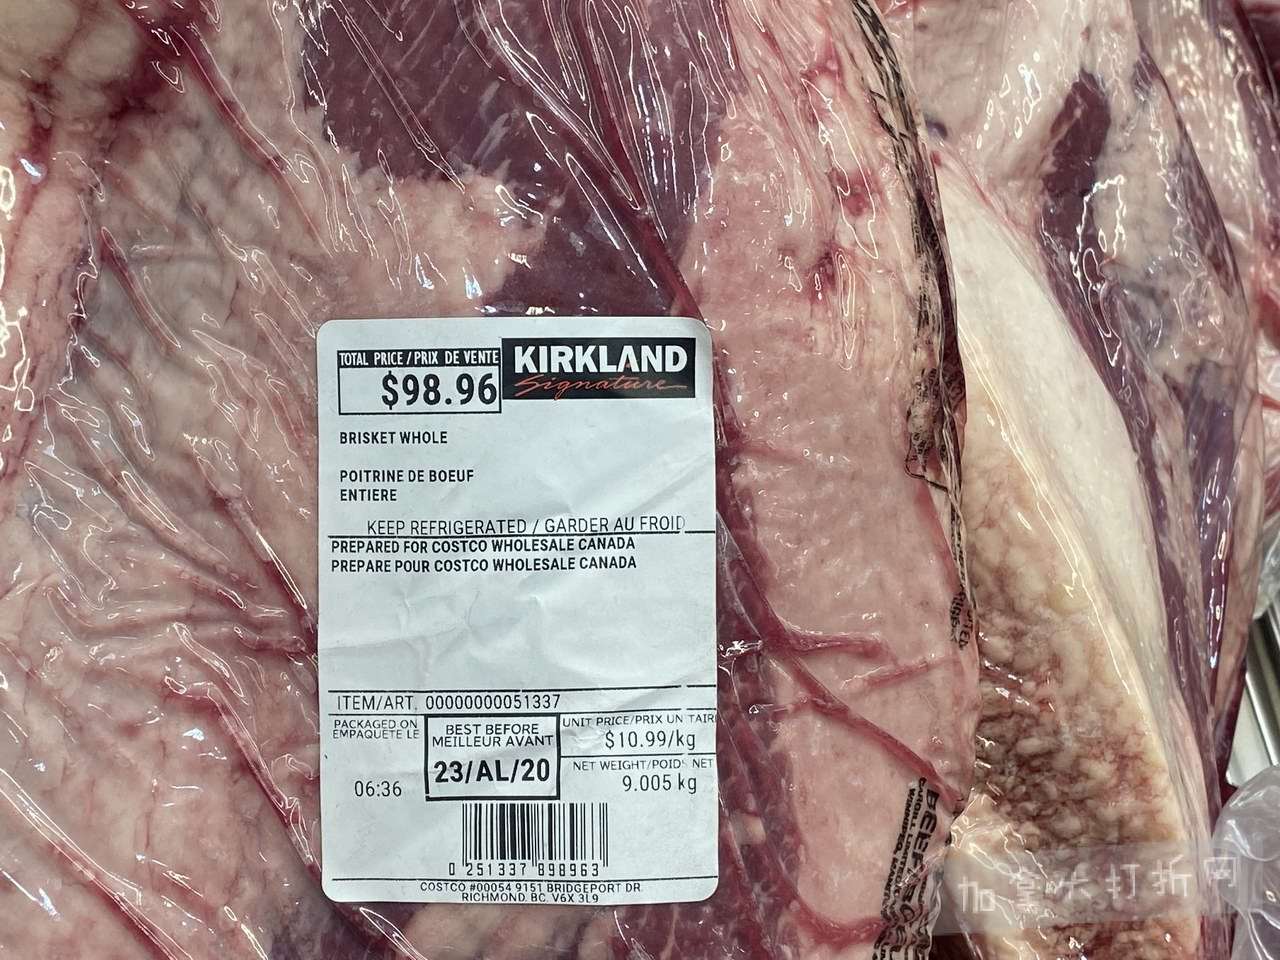 TOTAL PRICE / PRIX DE VENTE
$98.96
KIRKLAND
Signature
BRISKET WHOLE
POITRINE DE BOEUF
ENTIERE
KEEP REFRIGERATED / GARDER AU FROID
PREPARED FOR COSTCO WHOLESALE CANADA
PREPARE POUR COSTCO WHOLESALE CANADA
ITEM/ART. 00000000051337
PACKAGED ON
EMPAQUETE LE
06:36
BEST BEFORE
MEILLEUR AVANT
23/AL/20
UNIT PRICE/PRIX UN TAIR
$10.99/kg
NET WEIGHT/POIDS NET
9.005 kg
0 251337 898963
COSTCO #00054 9151 BRIDGEPORT DR.
RICHMOND, BC. V6X 3L9
BEEF
加拿大打折网